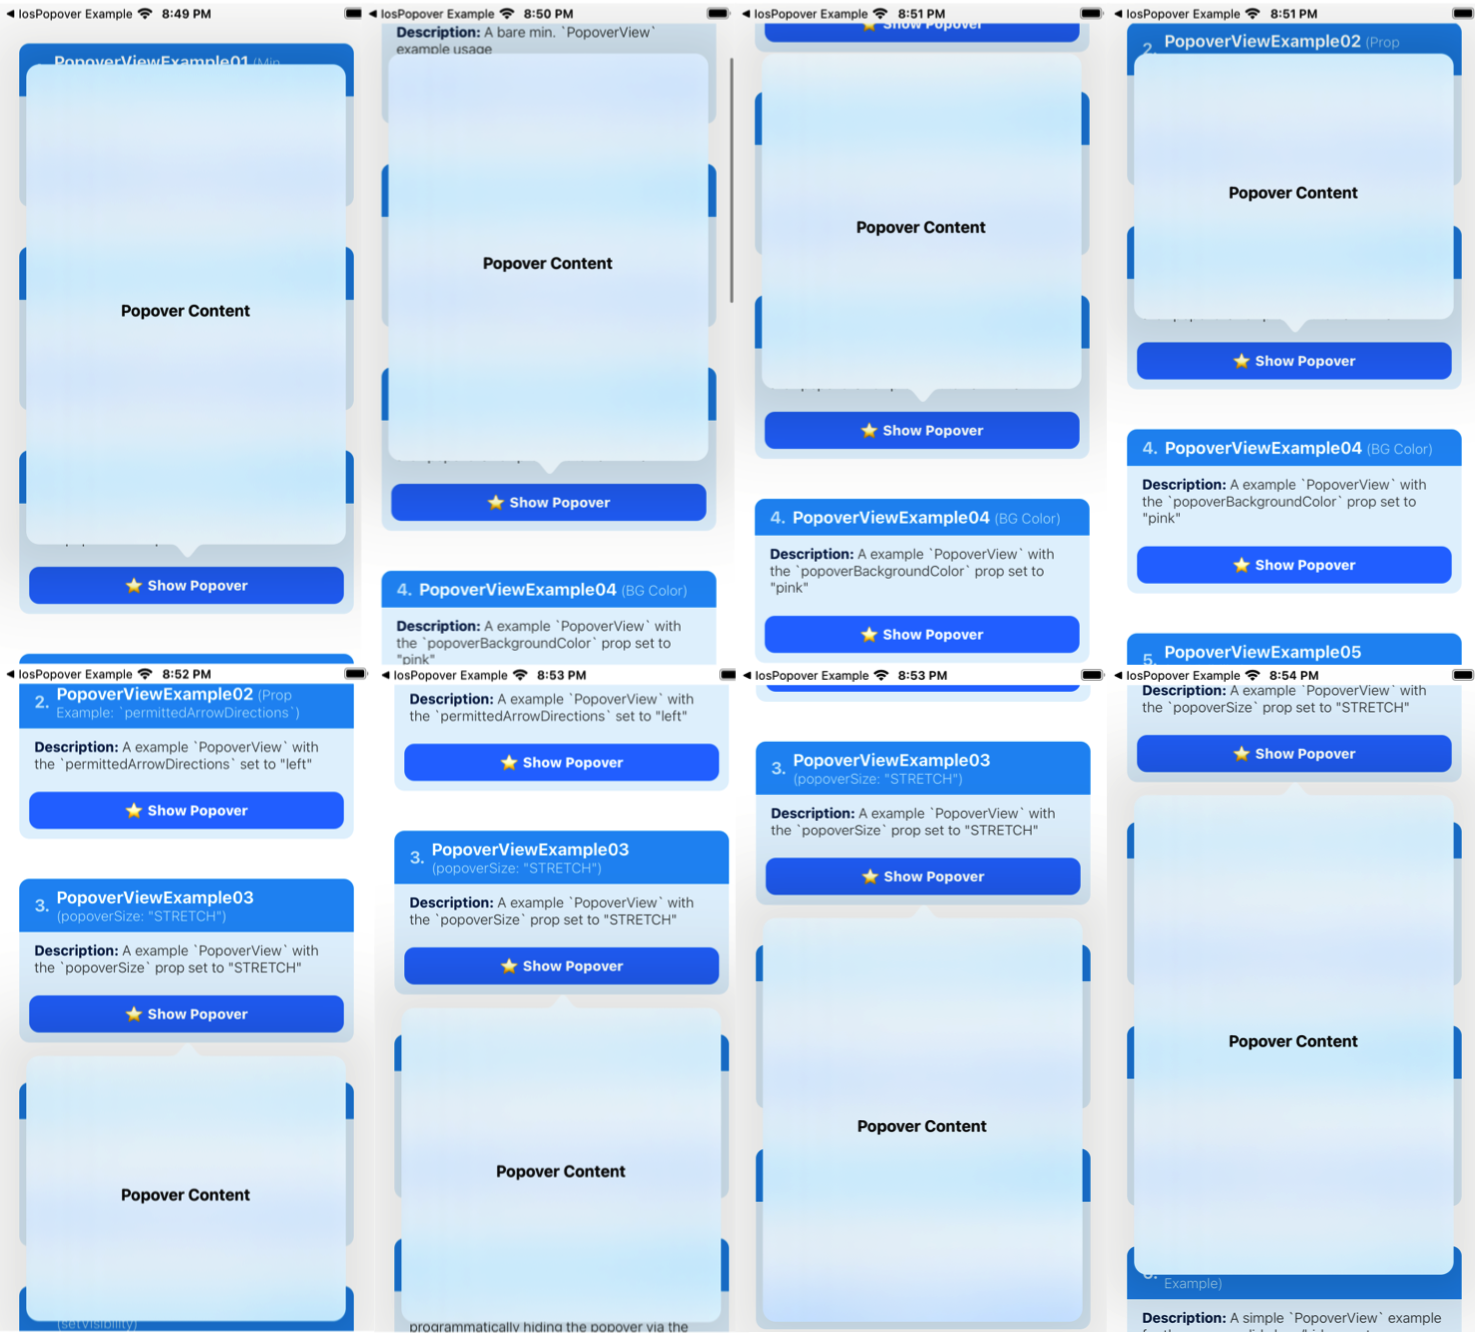 IosPopover Example 8:49 PM
PopoverViewExample01 (Min
Popover Content
⭐ Show Popover
IosPopover Example 8:50 PM
Description: A bare min. `PopoverView`
example usage
Popover Content
⭐ Show Popover
4. PopoverViewExample04 (BG Color)
Description: A example `PopoverView` with
the `popoverBackgroundColor` prop set to
"pink"
IosPopover Example 8:51 PM
Show Popover
Popover Content
⭐ Show Popover
4. PopoverViewExample04 (BG Color)
Description: A example `PopoverView` with
the `popoverBackgroundColor` prop set to
"pink"
⭐ Show Popover
IosPopover Example 8:51 PM
2. PopoverViewExample02 (Prop
Popover Content
⭐ Show Popover
4. PopoverViewExample04 (BG Color)
Description: A example `PopoverView` with
the `popoverBackgroundColor` prop set to
"pink"
⭐ Show Popover
5. PopoverViewExample05
IosPopover Example 8:52 PM
2. PopoverViewExample02 (Prop
Example: `permittedArrowDirections`)
Description: A example `PopoverView` with
the `permittedArrowDirections` set to "left"
⭐ Show Popover
3. PopoverViewExample03
(popoverSize: "STRETCH")
Description: A example `PopoverView` with
the `popoverSize` prop set to "STRETCH"
⭐ Show Popover
Popover Content
(setVisibility)
IosPopover Example 8:53 PM
Description: A example `PopoverView` with
the `permittedArrowDirections` set to "left"
⭐ Show Popover
3. PopoverViewExample03
(popoverSize: "STRETCH")
Description: A example `PopoverView` with
the `popoverSize` prop set to "STRETCH"
⭐ Show Popover
Popover Content
programmatically hiding the popover via the
IosPopover Example 8:53 PM
3. PopoverViewExample03
(popoverSize: "STRETCH")
Description: A example `PopoverView` with
the `popoverSize` prop set to "STRETCH"
⭐ Show Popover
Popover Content
IosPopover Example 8:54 PM
Description: A example `PopoverView` with
the `popoverSize` prop set to "STRETCH"
⭐ Show Popover
Popover Content
Example)
Description: A simple `PopoverView` example